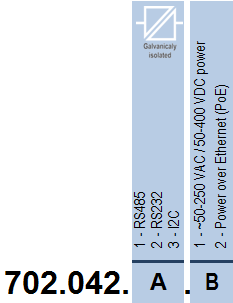 Galvanicaly
isolated
1 - RS485
2 - RS232
3 - I2C
1 - ~50-250 VAC / 50-400 VDC power
2 - Power over Ethernet (PoE)
702.042. A . B